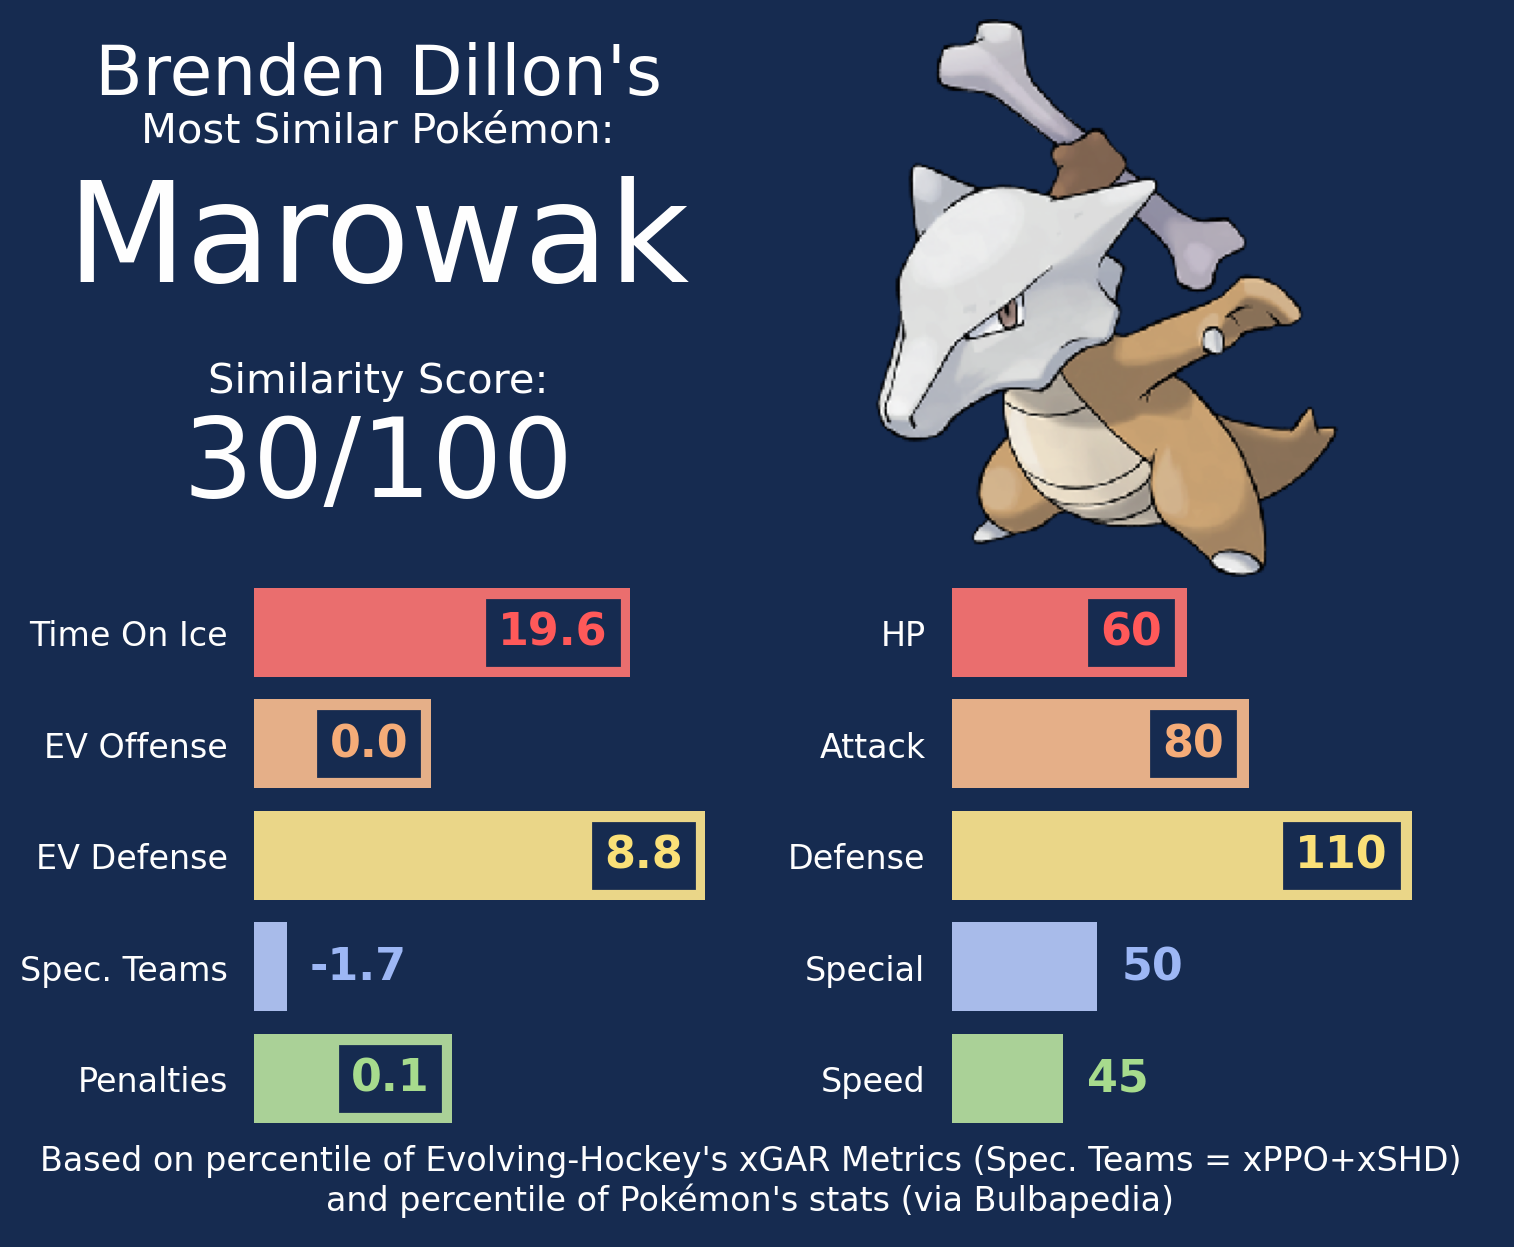 Brenden Dillon's
Most Similar Pokémon:
Marowak
Similarity Score:
30/100
Time On Ice 19.6
EV Offense 0.0
EV Defense 8.8
Spec. Teams -1.7
Penalties 0.1
HP 60
Attack 80
Defense 110
Special 50
Speed 45
Based on percentile of Evolving-Hockey's xGAR Metrics (Spec. Teams = xPPO+xSHD)
and percentile of Pokémon's stats (via Bulbapedia)